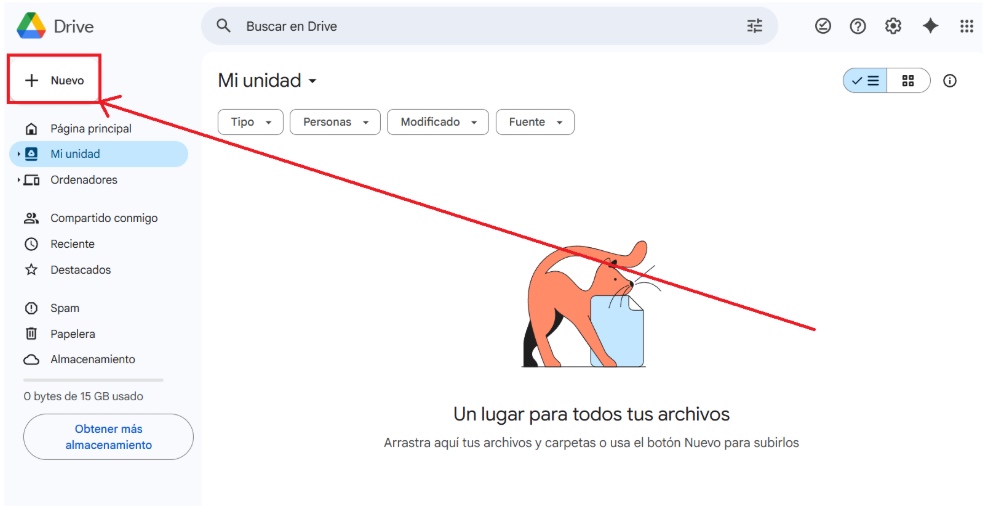 Drive
Buscar en Drive
Nuevo
Mi unidad
Tipo
Personas
Modificado
Fuente
Página principal
Mi unidad
Ordenadores
Compartido conmigo
Reciente
Destacados
Spam
Papelera
Almacenamiento
0 bytes de 15 GB usado
Obtener más
almacenamiento
Un lugar para todos tus archivos
Arrastra aquí tus archivos y carpetas o usa el botón Nuevo para subirlos